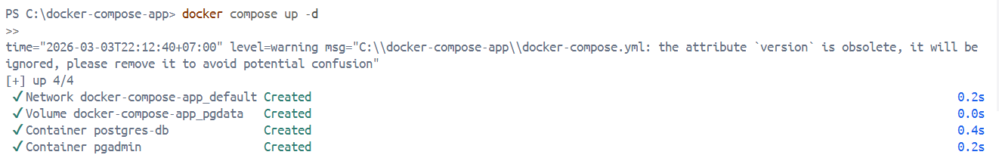 PS C:\docker-compose-app> docker compose up -d
>>
time="2026-03-03T22:12:40+07:00" level=warning msg="C:\\docker-compose-app\\docker-compose.yml: the attribute `version` is obsolete, it will be
ignored, please remove it to avoid potential confusion"
[+] up 4/4
✓ Network docker-compose-app_default Created 0.2s
✓ Volume docker-compose-app_pgdata Created 0.0s
✓ Container postgres-db Created 0.4s
✓ Container pgadmin Created 0.2s